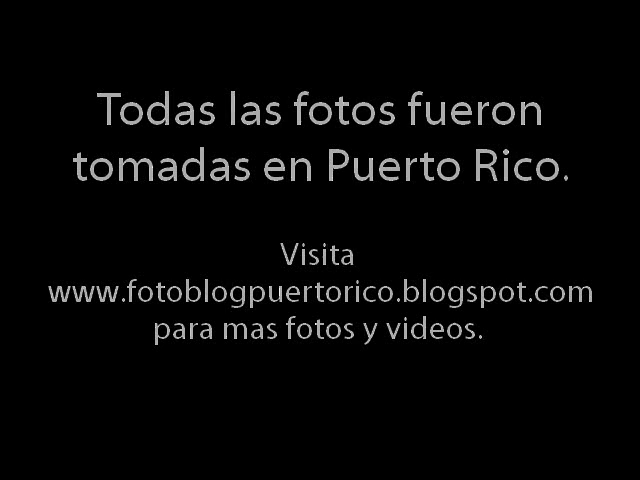 Todas las fotos fueron
tomadas en Puerto Rico.
Visita
www.fotoblogpuertorico.blogspot.com
para mas fotos y videos.